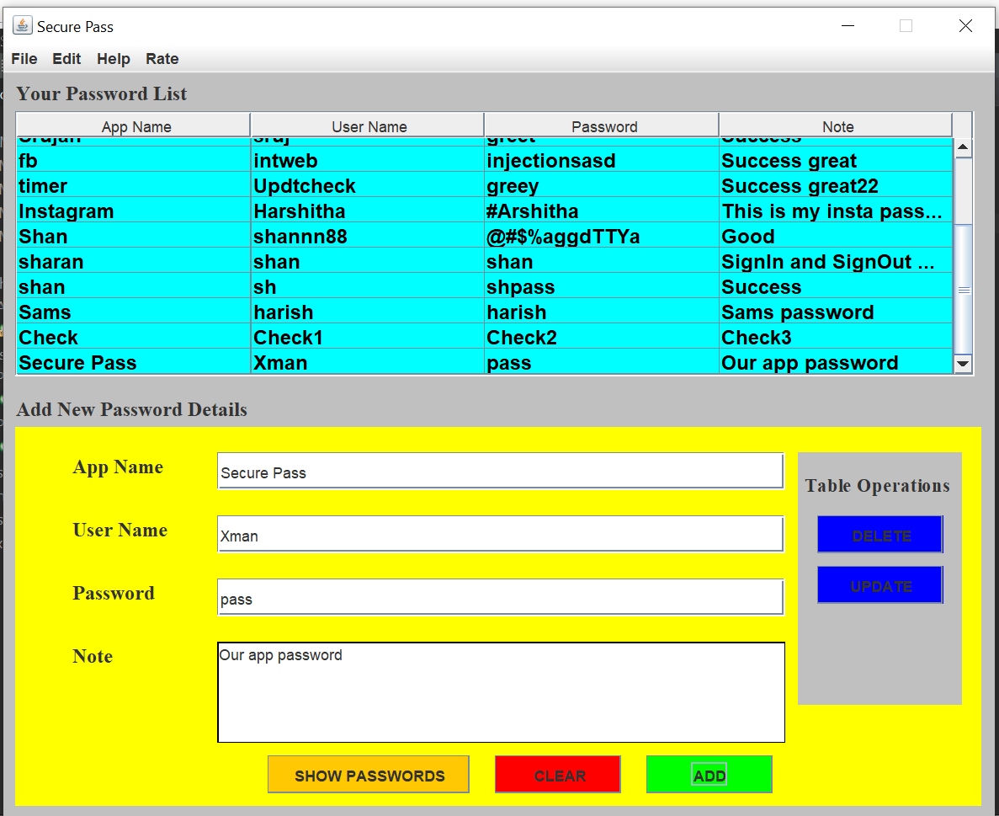 Secure Pass
File Edit Help Rate
Your Password List
App Name User Name Password Note
Srujan sruj greet Success
fb intweb injectionsasd Success great
timer Updtcheck greey Success great22
Instagram Harshitha #Arshitha This is my insta pass...
Shan shannn88 @#$%aggdTTYa Good
sharan shan shan SignIn and SignOut ...
shan sh shpass Success
Sams harish harish Sams password
Check Check1 Check2 Check3
Secure Pass Xman pass Our app password
Add New Password Details
App Name Secure Pass
Table Operations
User Name Xman
DELETE
Password pass
UPDATE
Note Our app password
SHOW PASSWORDS CLEAR ADD